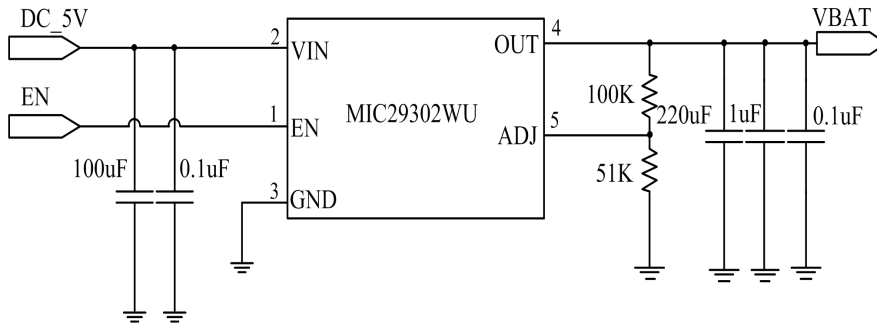 DC_5V
2
VIN
OUT
4
VBAT
EN
1
EN
MIC29302WU
ADJ
5
100K
220uF
1uF
0.1uF
100uF
0.1uF
51K
3
GND